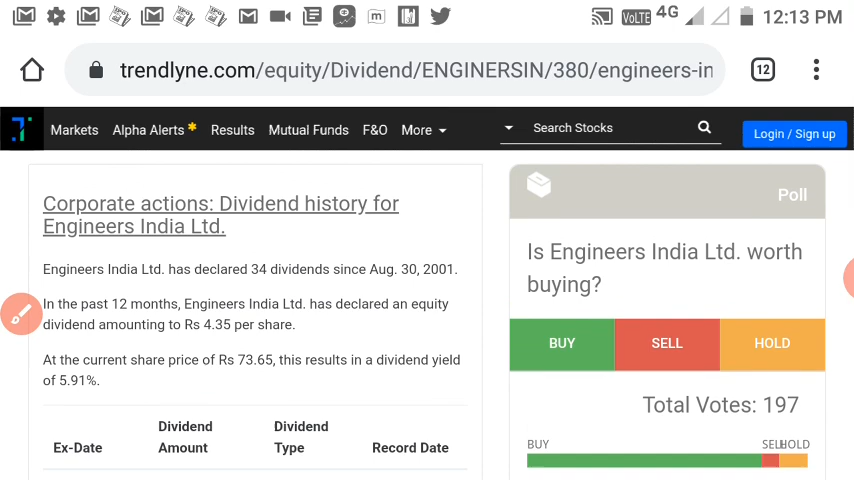 VoLTE 4G 12:13 PM
trendlyne.com/equity/Dividend/ENGINERSIN/380/engineers-in
12
Markets Alpha Alerts Results Mutual Funds F&O More Search Stocks Login / Sign up
Corporate actions: Dividend history for
Engineers India Ltd.
Engineers India Ltd. has declared 34 dividends since Aug. 30, 2001.
In the past 12 months, Engineers India Ltd. has declared an equity
dividend amounting to Rs 4.35 per share.
At the current share price of Rs 73.65, this results in a dividend yield
of 5.91%.
Ex-Date Dividend Amount Dividend Type Record Date
Poll
Is Engineers India Ltd. worth
buying?
BUY SELL HOLD
Total Votes: 197
BUY SELL HOLD